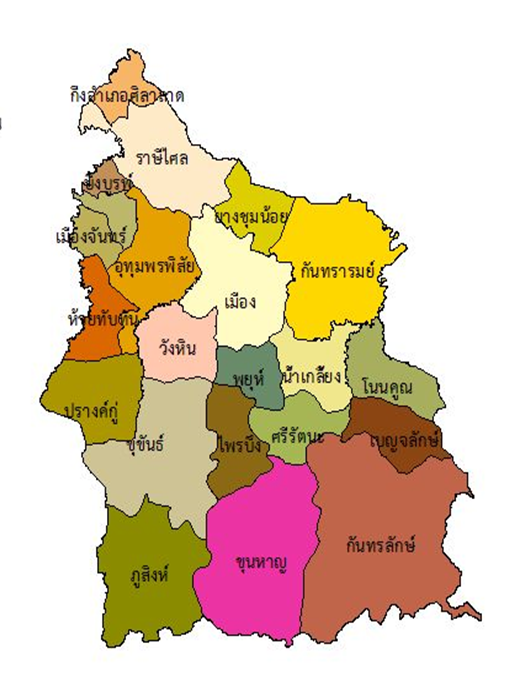 กิ่งอำเภอศิลาลาด
ราษีไศล
บึงบูรพ์
ยางชุมน้อย
เมืองจันทร์
อุทุมพรพิสัย
กันทรารมย์
เมือง
ห้วยทับทัน
วังหิน
พยุห์
น้ำเกลี้ยง
โนนคูณ
ปรางค์กู่
ขุขันธ์
ไพรบึง
ศรีรัตนะ
เบญจลักษ์
กันทรลักษ์
ขุนหาญ
ภูสิงห์